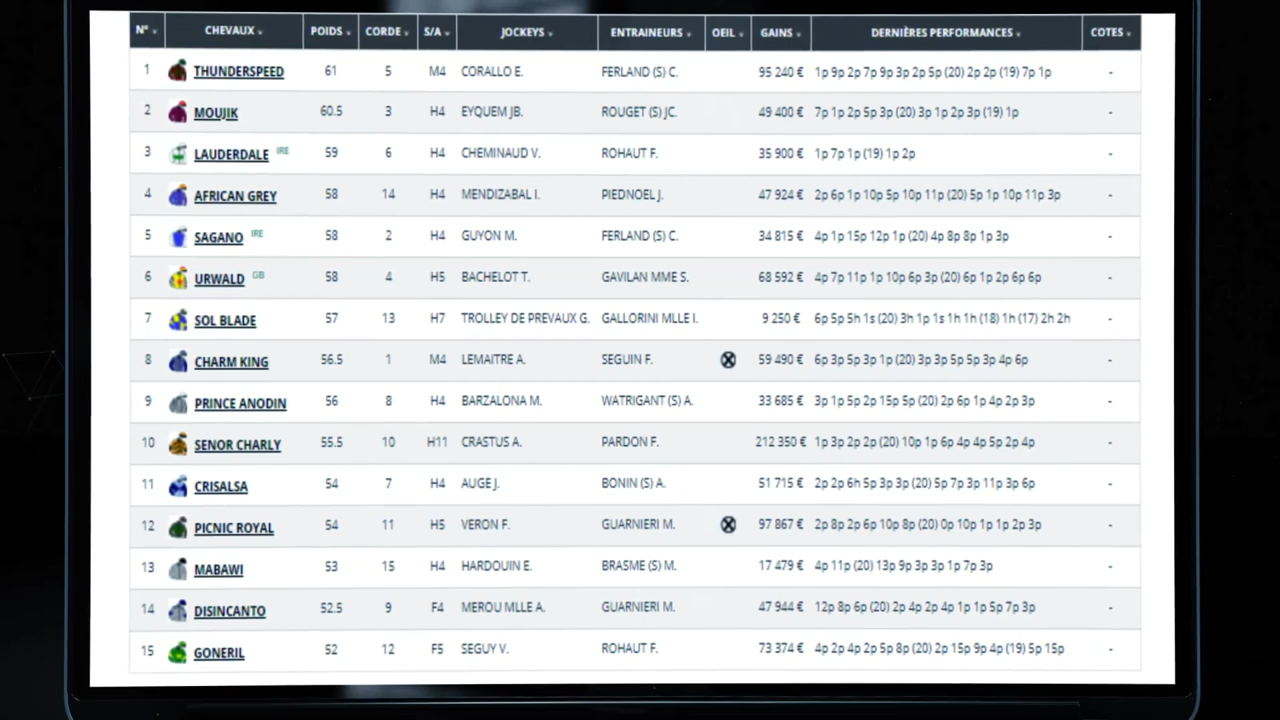 N° CHEVAUX POIDS CORDE S/A JOCKEYS ENTRAINEURS OEIL GAINS DERNIÈRES PERFORMANCES COTES
1 THUNDERSPEED 61 5 M4 CORALLO E. FERLAND (S) C. 95 240 € 1p 9p 2p 7p 9p 3p 2p 5p (20) 2p 2p (19) 7p 1p -
2 MOUJIK 60.5 3 H4 EYQUEM JB. ROUGET (S) JC. 49 400 € 7p 1p 2p 5p 3p (20) 3p 1p 2p 3p (19) 1p -
3 LAUDERDALE IRE 59 6 H4 CHEMINAUD V. ROHAUT F. 35 900 € 1p 7p 1p (19) 1p 2p -
4 AFRICAN GREY 58 14 H4 MENDIZABAL I. PIEDNOEL J. 47 924 € 2p 6p 1p 10p 5p 10p 11p (20) 5p 1p 10p 11p 3p -
5 SAGANO IRE 58 2 H4 GUYON M. FERLAND (S) C. 34 815 € 4p 1p 15p 12p 1p (20) 4p 8p 8p 1p 3p -
6 URWALD GB 58 4 H5 BACHELOT T. GAVILAN MME S. 68 592 € 4p 7p 11p 1p 10p 6p 3p (20) 6p 1p 2p 6p 6p -
7 SOL BLADE 57 13 H7 TROLLEY DE PREVAUX G. GALLORINI MLLE I. 9 250 € 6p 5p 5h 1s (20) 3h 1p 1s 1h 1h (18) 1h (17) 2h 2h -
8 CHARM KING 56.5 1 M4 LEMAITRE A. SEGUIN F. 59 490 € 6p 3p 5p 3p 1p (20) 3p 3p 5p 5p 3p 4p 6p -
9 PRINCE ANODIN 56 8 H4 BARZALONA M. WATRIGANT (S) A. 33 685 € 3p 1p 5p 2p 15p 5p (20) 2p 6p 1p 4p 2p 3p -
10 SENOR CHARLY 55.5 10 H11 CRASTUS A. PARDON F. 212 350 € 1p 3p 2p 2p (20) 10p 1p 6p 4p 4p 5p 2p 4p -
11 CRISALSA 54 7 H4 AUGE J. BONIN (S) A. 51 715 € 2p 2p 6h 5p 3p 3p (20) 5p 7p 3p 11p 3p 6p -
12 PICNIC ROYAL 54 11 H5 VERON F. GUARNIERI M. 97 867 € 2p 8p 2p 6p 10p 8p (20) 0p 10p 1p 1p 2p 3p -
13 MABAWI 53 15 H4 HARDOUIN E. BRASME (S) M. 17 479 € 4p 11p (20) 13p 9p 3p 3p 1p 7p 3p -
14 DISINCANTO 52.5 9 F4 MEROU MLLE A. GUARNIERI M. 47 944 € 12p 8p 6p (20) 2p 4p 2p 4p 1p 1p 5p 7p 3p -
15 GONERIL 52 12 F5 SEGUY V. ROHAUT F. 73 374 € 4p 2p 4p 2p 5p 8p (20) 2p 15p 9p 4p (19) 5p 15p -